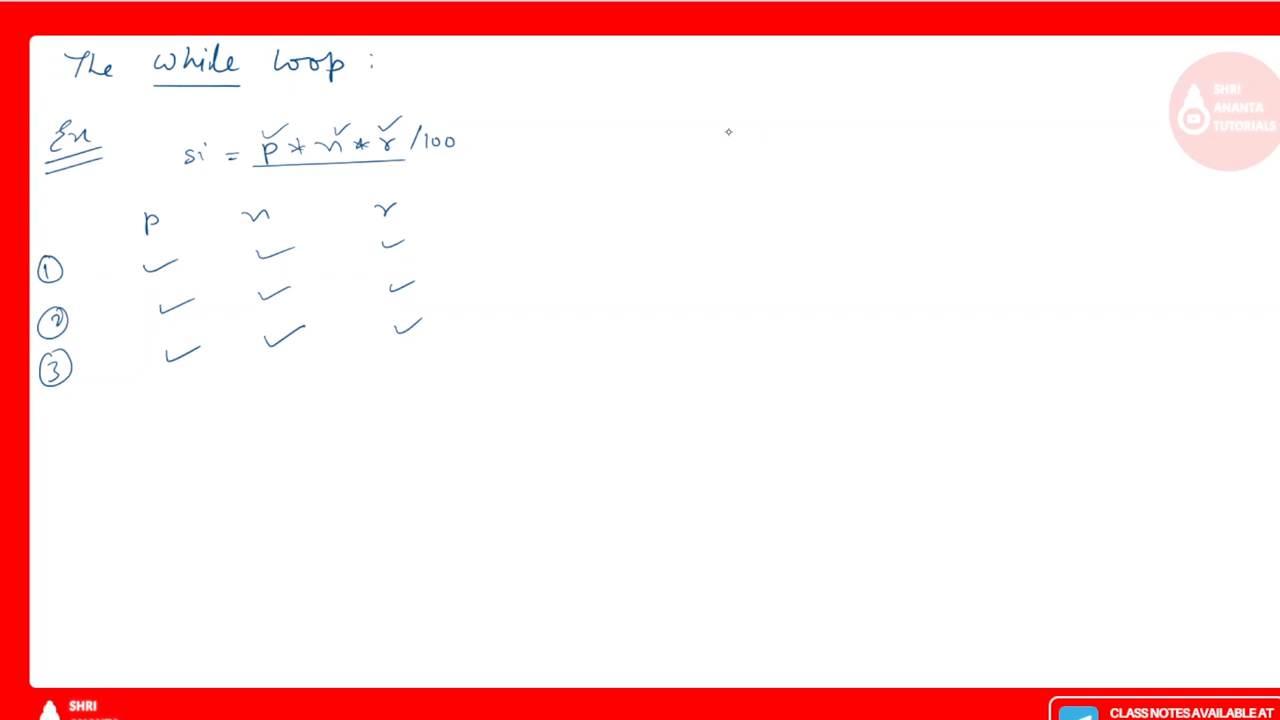 The while loop :
Ex si = p * n * r /100
p n r
①
②
③
SHRI
ANANTA
TUTORIALS
SHRI
CLASS NOTES AVAILABLE AT